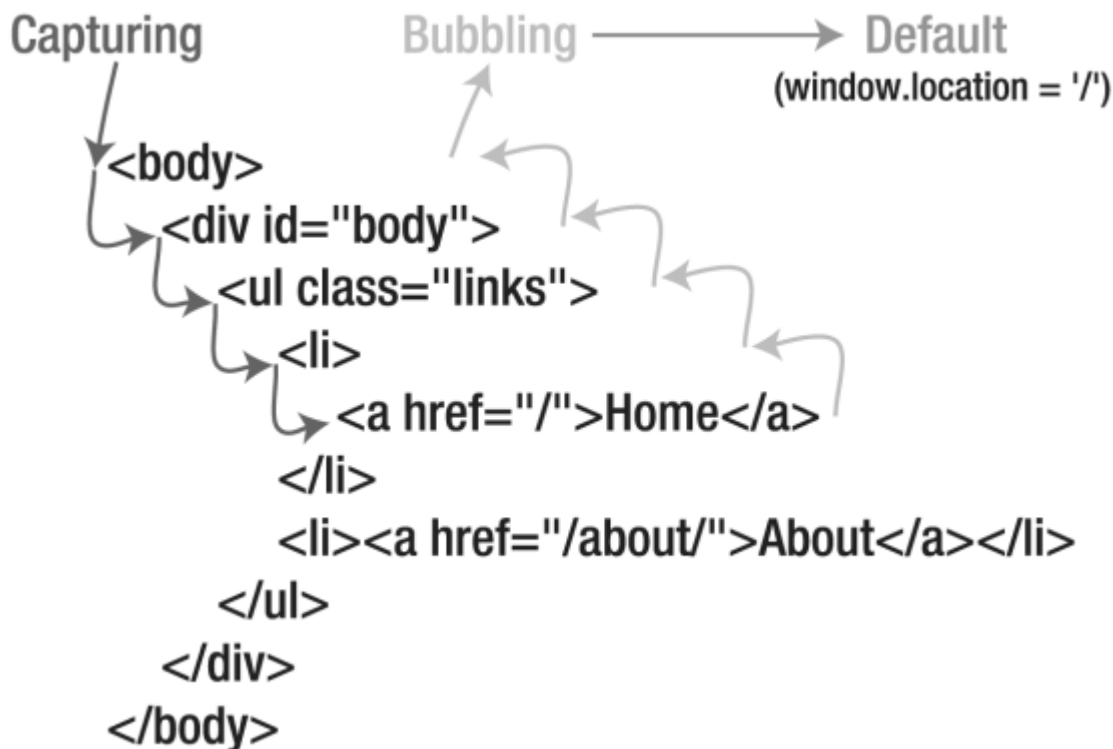 Capturing Bubbling Default
(window.location = '/')
<body>
<div id="body">
<ul class="links">
<li>
<a href="/">Home</a>
</li>
<li><a href="/about/">About</a></li>
</ul>
</div>
</body>